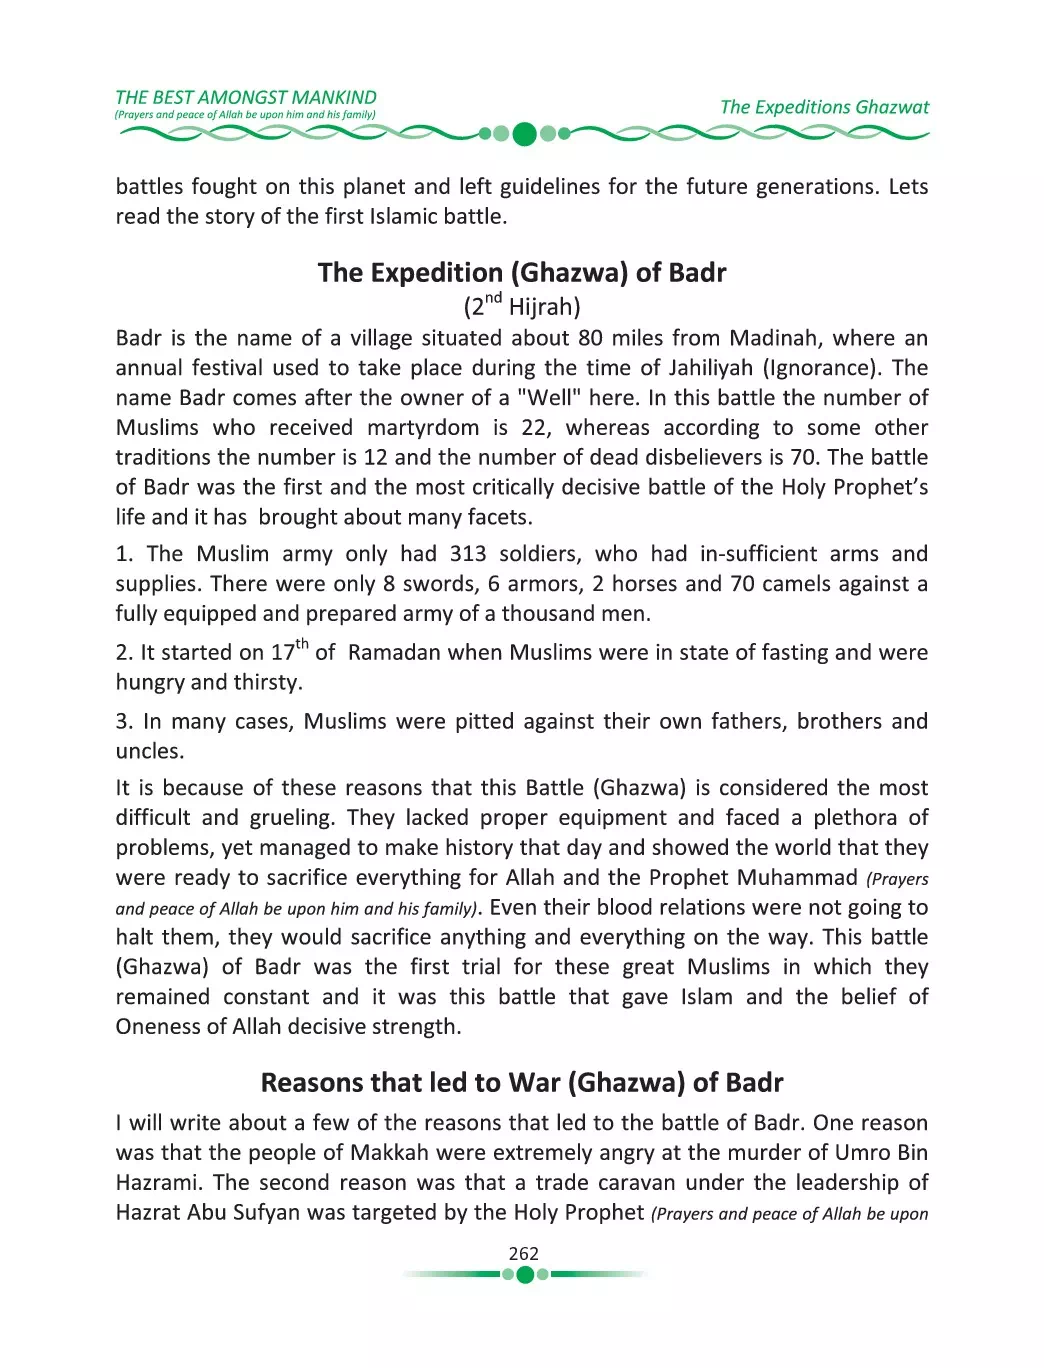 THE BEST AMONGST MANKIND
(Prayers and peace of Allah be upon him and his family)
The Expeditions Ghazwat
battles fought on this planet and left guidelines for the future generations. Lets
read the story of the first Islamic battle.
The Expedition (Ghazwa) of Badr
(2nd Hijrah)
Badr is the name of a village situated about 80 miles from Madinah, where an
annual festival used to take place during the time of Jahiliyah (Ignorance). The
name Badr comes after the owner of a "Well" here. In this battle the number of
Muslims who received martyrdom is 22, whereas according to some other
traditions the number is 12 and the number of dead disbelievers is 70. The battle
of Badr was the first and the most critically decisive battle of the Holy Prophet’s
life and it has  brought about many facets.
1. The Muslim army only had 313 soldiers, who had in-sufficient arms and
supplies. There were only 8 swords, 6 armors, 2 horses and 70 camels against a
fully equipped and prepared army of a thousand men.
2. It started on 17th of  Ramadan when Muslims were in state of fasting and were
hungry and thirsty.
3. In many cases, Muslims were pitted against their own fathers, brothers and
uncles.
It is because of these reasons that this Battle (Ghazwa) is considered the most
difficult and grueling. They lacked proper equipment and faced a plethora of
problems, yet managed to make history that day and showed the world that they
were ready to sacrifice everything for Allah and the Prophet Muhammad (Prayers
and peace of Allah be upon him and his family). Even their blood relations were not going to
halt them, they would sacrifice anything and everything on the way. This battle
(Ghazwa) of Badr was the first trial for these great Muslims in which they
remained constant and it was this battle that gave Islam and the belief of
Oneness of Allah decisive strength.
Reasons that led to War (Ghazwa) of Badr
I will write about a few of the reasons that led to the battle of Badr. One reason
was that the people of Makkah were extremely angry at the murder of Umro Bin
Hazrami. The second reason was that a trade caravan under the leadership of
Hazrat Abu Sufyan was targeted by the Holy Prophet (Prayers and peace of Allah be upon
262